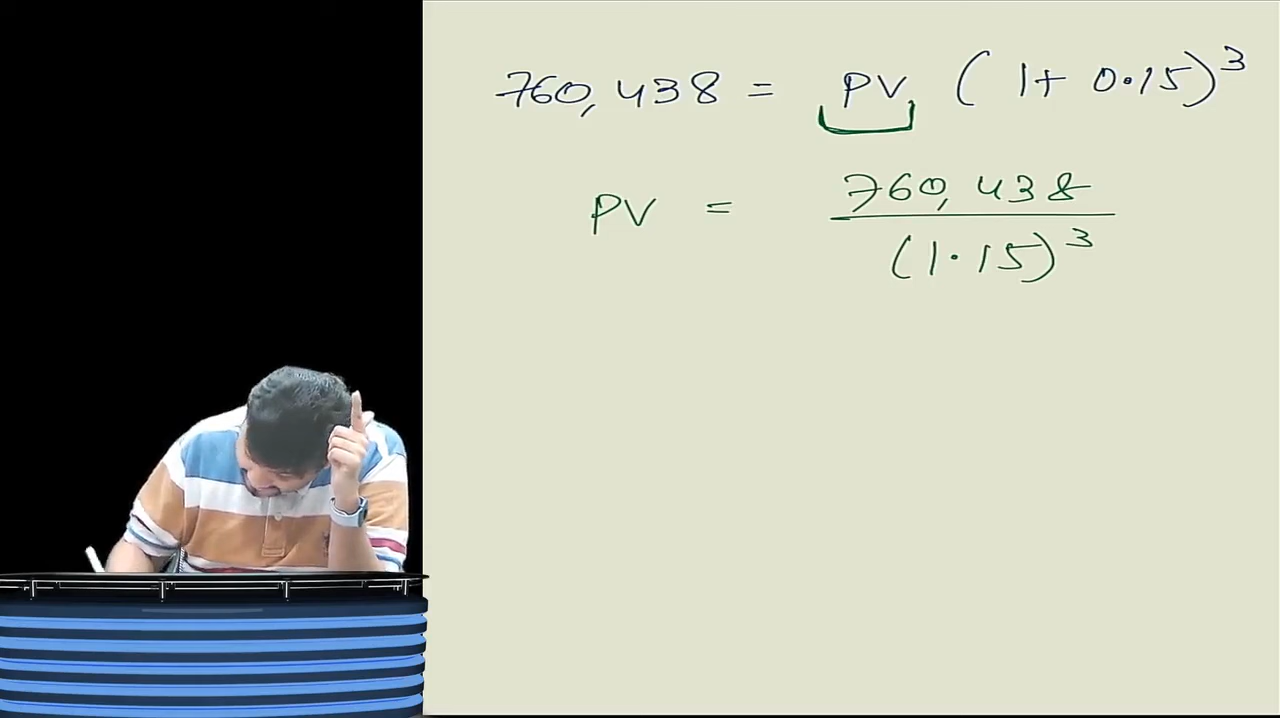 760,438 = PV (1+ 0.15)^3
PV = 760,438
(1.15)^3